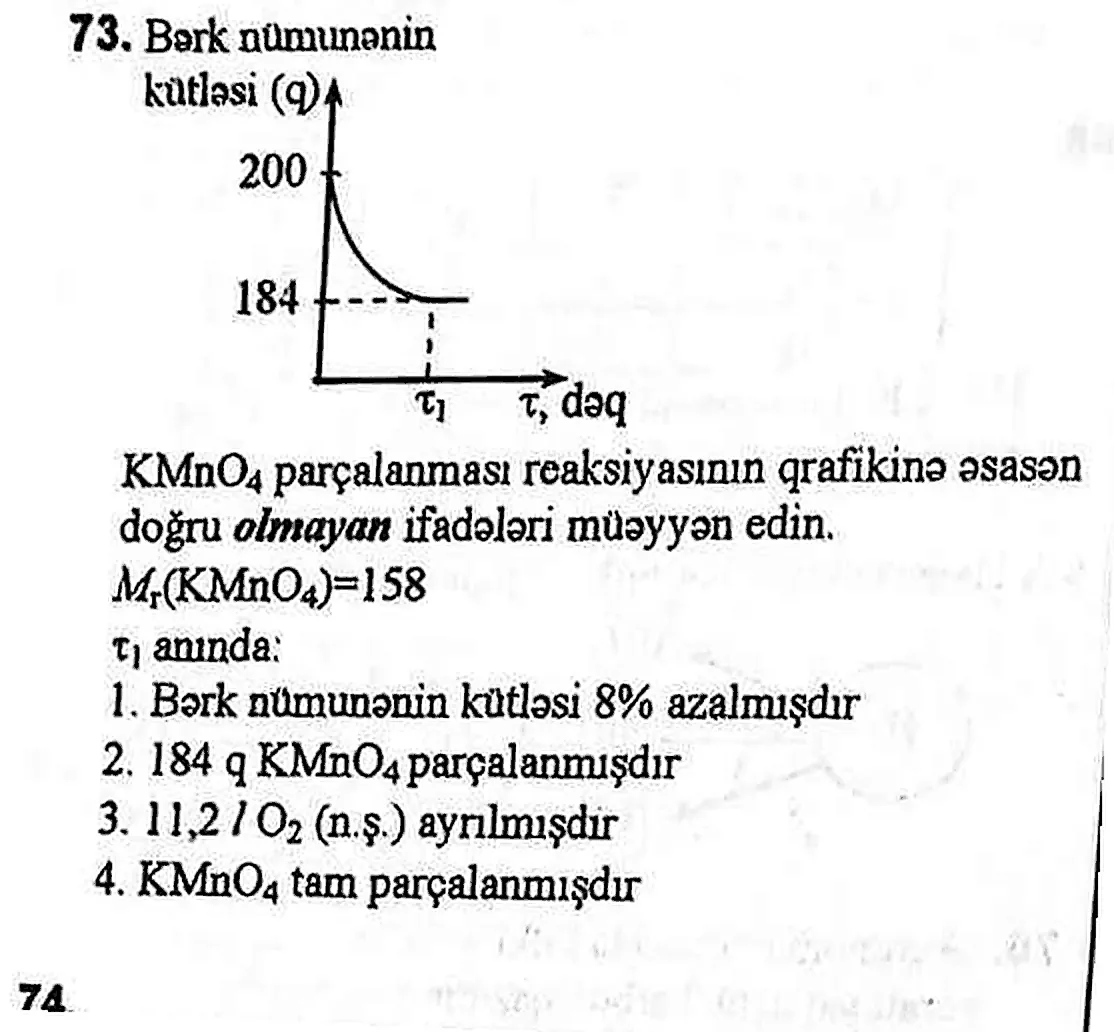 73. Bərk nümunənin
kütləsi (q)
200
184
τ₁ τ, dəq
KMnO₄ parçalanması reaksiyasının qrafikinə əsasən
doğru olmayan ifadələri müəyyən edin.
Mᵣ(KMnO₄)=158
τ₁ anında:
1. Bərk nümunənin kütləsi 8% azalmışdır
2. 184 q KMnO₄ parçalanmışdır
3. 11,2 l O₂ (n.ş.) ayrılmışdır
4. KMnO₄ tam parçalanmışdır
74